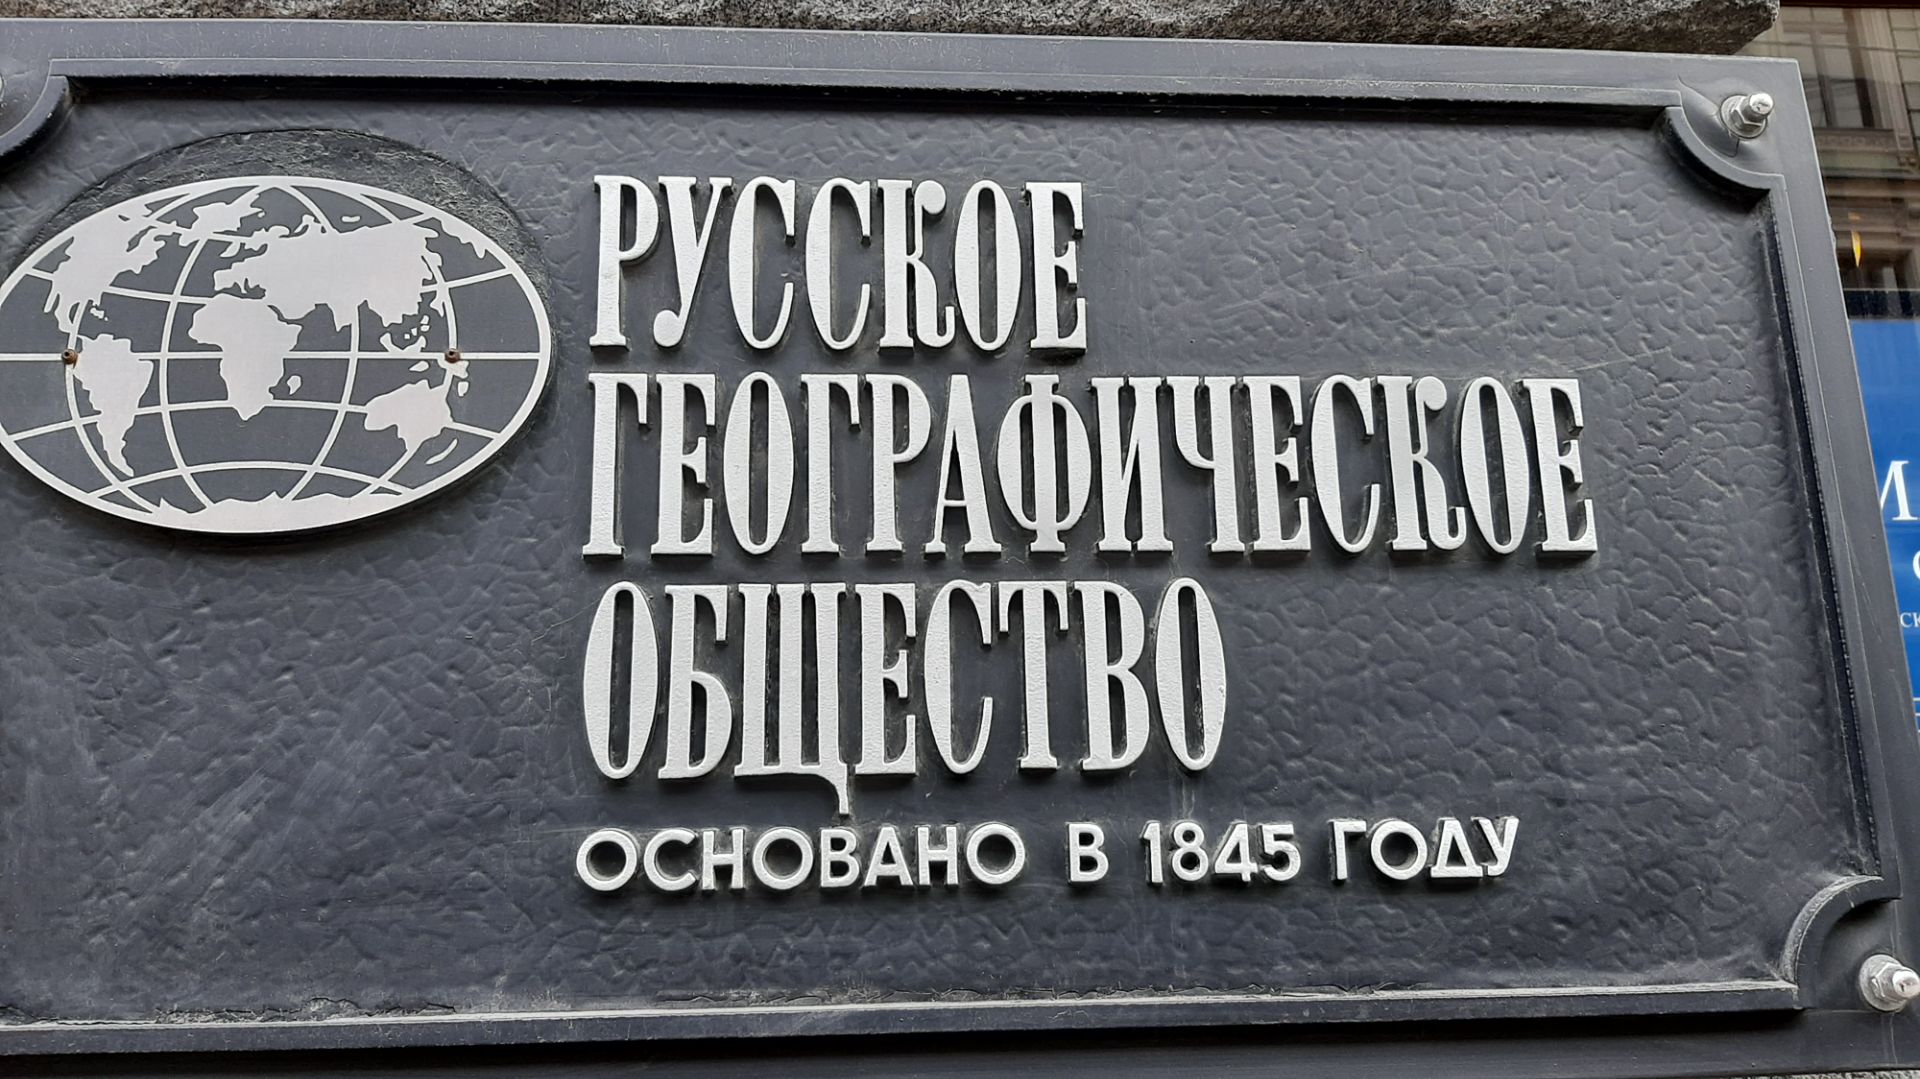 РУССКОЕ
ГЕОГРАФИЧЕСКОЕ
ОБЩЕСТВО
ОСНОВАНО В 1845 ГОДУ